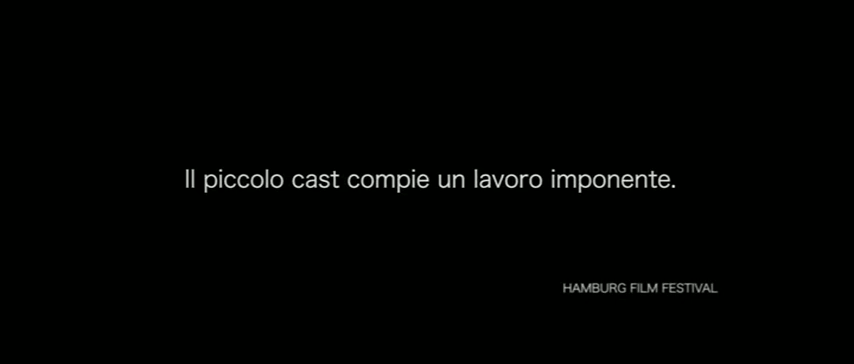 Il piccolo cast compie un lavoro imponente.
HAMBURG FILM FESTIVAL